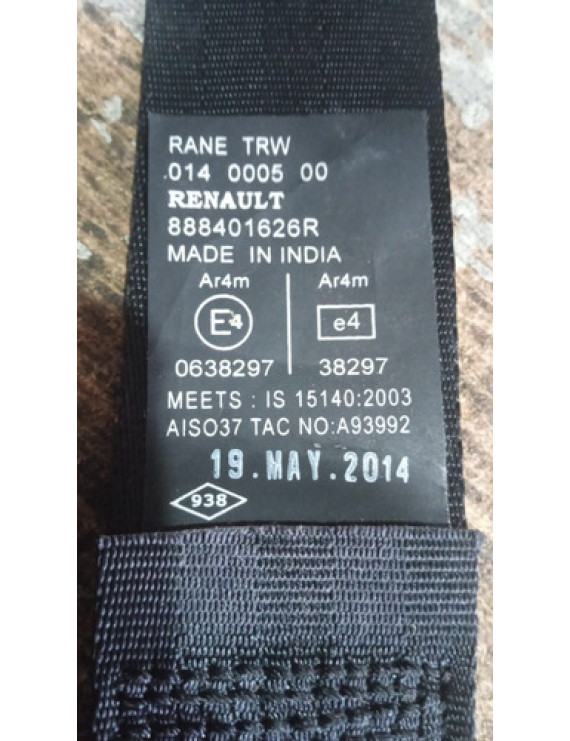 RANE TRW
.014 0005 00
RENAULT
888401626R
MADE IN INDIA
Ar4m Ar4m
E4 e4
0638297 38297
MEETS : IS 15140:2003
AISO37 TAC NO:A93992
19.MAY.2014
938